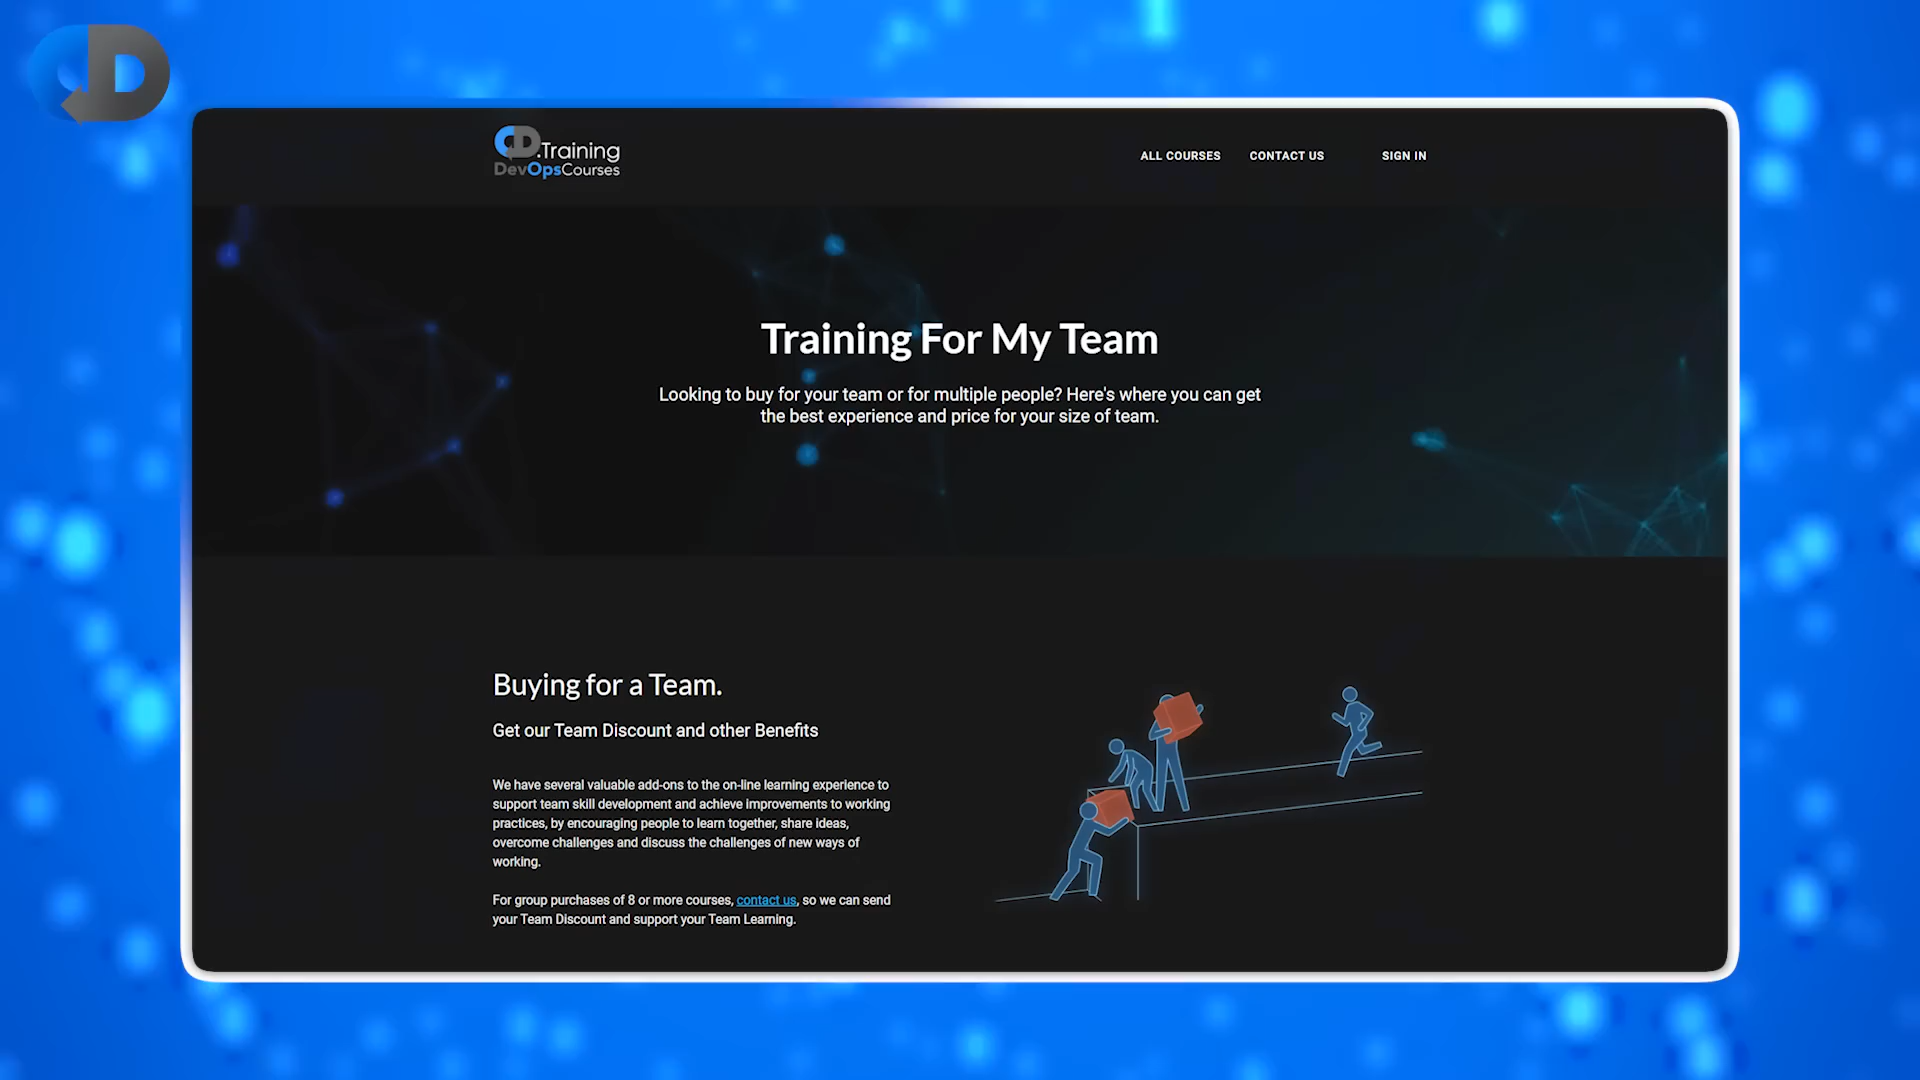 CD
CD.Training
DevOpsCourses
ALL COURSES
CONTACT US
SIGN IN
Training For My Team
Looking to buy for your team or for multiple people? Here's where you can get
the best experience and price for your size of team.
Buying for a Team.
Get our Team Discount and other Benefits
We have several valuable add-ons to the on-line learning experience to
support team skill development and achieve improvements to working
practices, by encouraging people to learn together, share ideas,
overcome challenges and discuss the challenges of new ways of
working.
For group purchases of 8 or more courses, contact us, so we can send
your Team Discount and support your Team Learning.